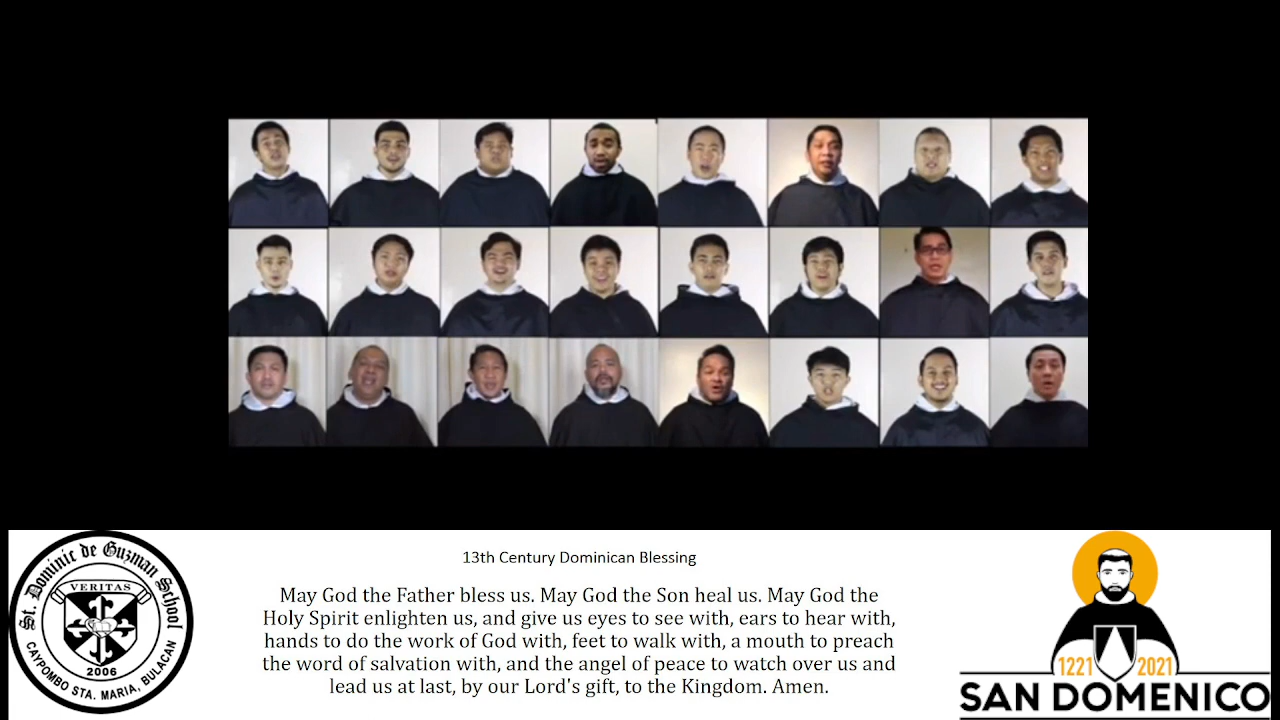 St. Dominic de Guzman School
VERITAS
2006
CAYPOMBO STA. MARIA, BULACAN
13th Century Dominican Blessing
May God the Father bless us. May God the Son heal us. May God the
Holy Spirit enlighten us, and give us eyes to see with, ears to hear with,
hands to do the work of God with, feet to walk with, a mouth to preach
the word of salvation with, and the angel of peace to watch over us and
lead us at last, by our Lord's gift, to the Kingdom. Amen.
1221 2021
SAN DOMENICO